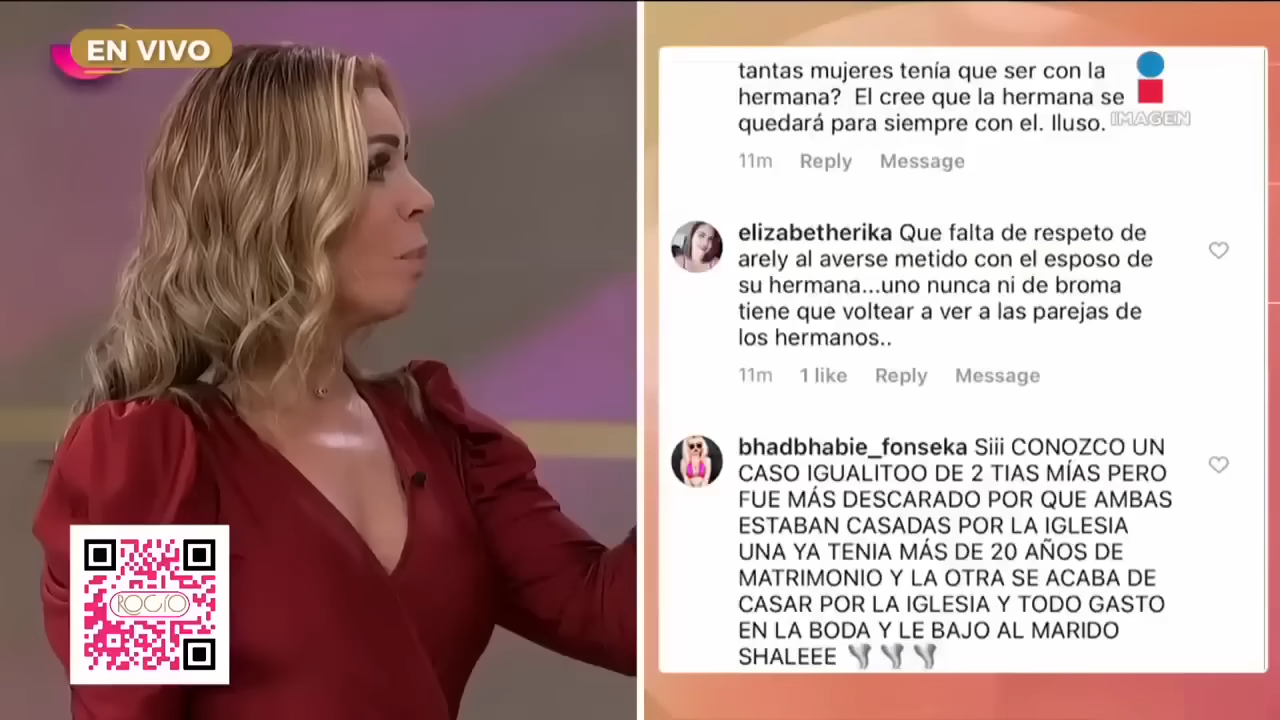 EN VIVO
ROCÍO
tantas mujeres tenía que ser con la
hermana? El cree que la hermana se
quedará para siempre con el. Iluso.
IMAGEN
11m Reply Message
elizabetherika Que falta de respeto de
arely al averse metido con el esposo de
su hermana...uno nunca ni de broma
tiene que voltear a ver a las parejas de
los hermanos..
11m 1 like Reply Message
bhadbhabie_fonseka Siii CONOZCO UN
CASO IGUALITOO DE 2 TIAS MÍAS PERO
FUE MÁS DESCARADO POR QUE AMBAS
ESTABAN CASADAS POR LA IGLESIA
UNA YA TENIA MÁS DE 20 AÑOS DE
MATRIMONIO Y LA OTRA SE ACABA DE
CASAR POR LA IGLESIA Y TODO GASTO
EN LA BODA Y LE BAJO AL MARIDO
SHALEEE